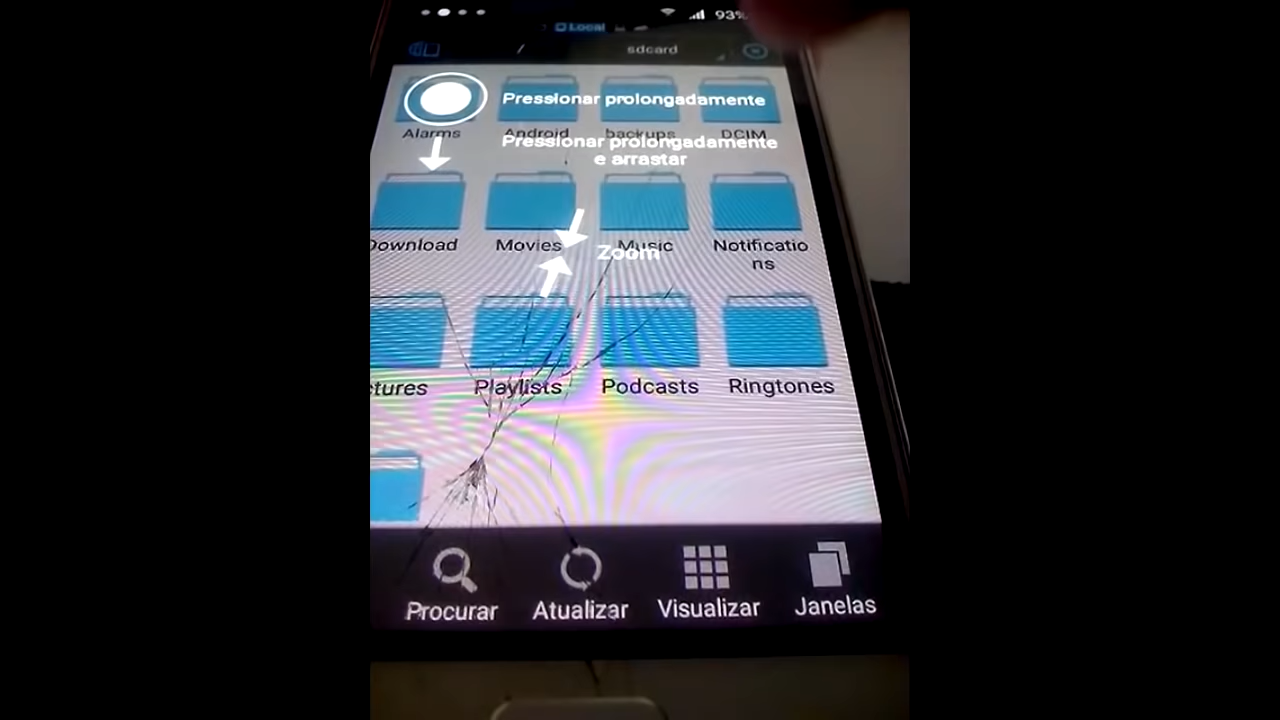 93%
Local
/ sdcard
Pressionar prolongadamente
Alarms Android backups DCIM
Pressionar prolongadamente
e arrastar
Download Movies Music Notificatio
ns
Zoom
ctures Playlists Podcasts Ringtones
Procurar Atualizar Visualizar Janelas